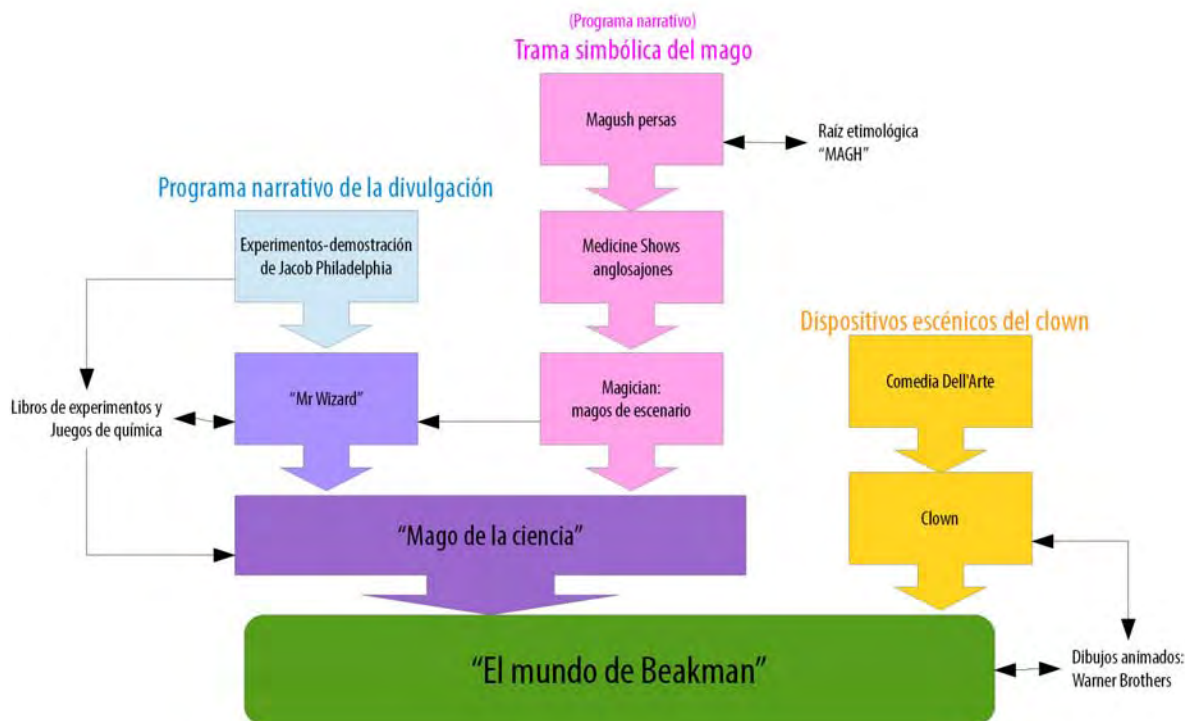 (Programa narrativo)
Trama simbólica del mago
Magush persas
Raíz etimológica
“MAGH”
Programa narrativo de la divulgación
Experimentos-demostración
de Jacob Philadelphia
Medicine Shows
anglosajones
Dispositivos escénicos del clown
Comedia Dell'Arte
“Mr Wizard”
Magician:
magos de escenario
Libros de experimentos y
Juegos de química
Clown
“Mago de la ciencia”
“El mundo de Beakman”
Dibujos animados:
Warner Brothers